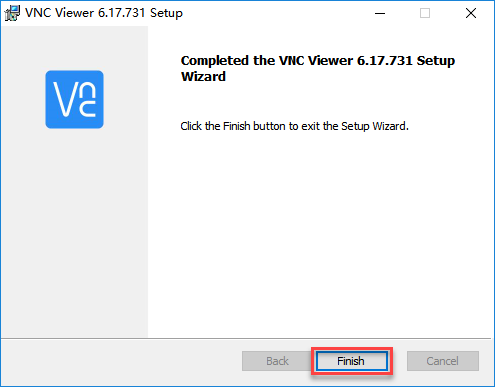 VNC Viewer 6.17.731 Setup
Completed the VNC Viewer 6.17.731 Setup
Wizard
Vnc
Click the Finish button to exit the Setup Wizard.
Back Finish Cancel